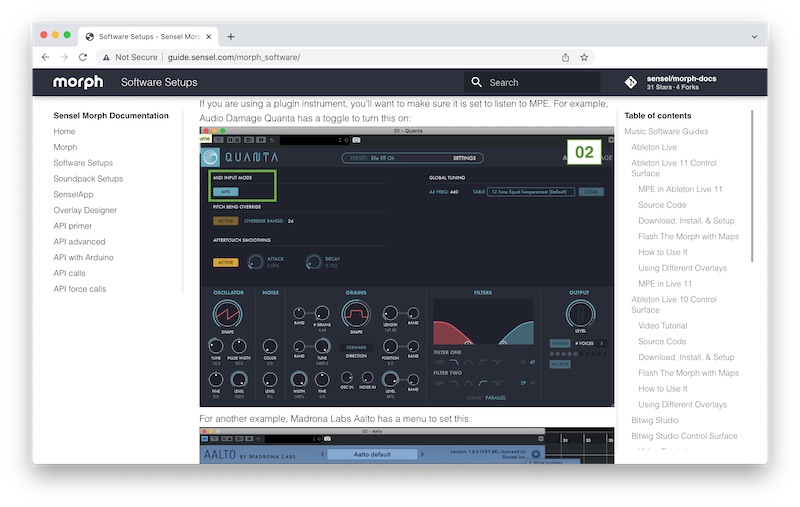 Software Setups - Sensel Morp
Not Secure | guide.sensel.com/morph_software/
morph Software Setups Search sensel/morph-docs
31 Stars · 4 Forks
Sensel Morph Documentation
Home
Morph
Software Setups
Soundpack Setups
SenselApp
Overlay Designer
API primer
API advanced
API with Arduino
API calls
API force calls
If you are using a plugin instrument, you'll want to make sure it is set to listen to MPE. For example,
Audio Damage Quanta has a toggle to turn this on:
01 - Quanta
QUANTA PRESET: Ella Eff Oh SETTINGS
02
MIDI INPUT MODE
MPE
PITCH BEND OVERRIDE
ACTIVE OVERRIDE RANGE: 24
AFTERTOUCH SMOOTHING
ACTIVE ATTACK DECAY
GLOBAL TUNING
A4 FREQ: 440 TABLE 12 Tone Equal Temperament (Default) CLEAR
OSCILLATOR NOISE GRAINS FILTERS OUTPUT
SHAPE BAND # GRAINS SHAPE LENGTH RAND LEVEL
TUNE PULSE WIDTH COLOR RAND TUNE FORWARD POSITION RAND
DIRECTION
FINE LEVEL LEVEL WIDTH FINE OSC IN NOISE IN LEVEL RAND
FILTER ONE
FILTER TWO
SERIAL PARALLEL
# VOICES
ALL STOP
For another example, Madrona Labs Aalto has a menu to set this:
02 - Aalto
AALTO BY MADRONA LABS Aalto default
Table of contents
Music Software Guides
Ableton Live
Ableton Live 11 Control
Surface
MPE in Ableton Live 11
Source Code
Download, Install, & Setup
Flash The Morph with Maps
How to Use It
Using Different Overlays
MPE in Live 11
Ableton Live 10 Control
Surface
Video Tutorial
Source Code
Download, Install, & Setup
Flash The Morph with Maps
How to Use It
Using Different Overlays
Bitwig Studio
Bitwig Studio Control Surface